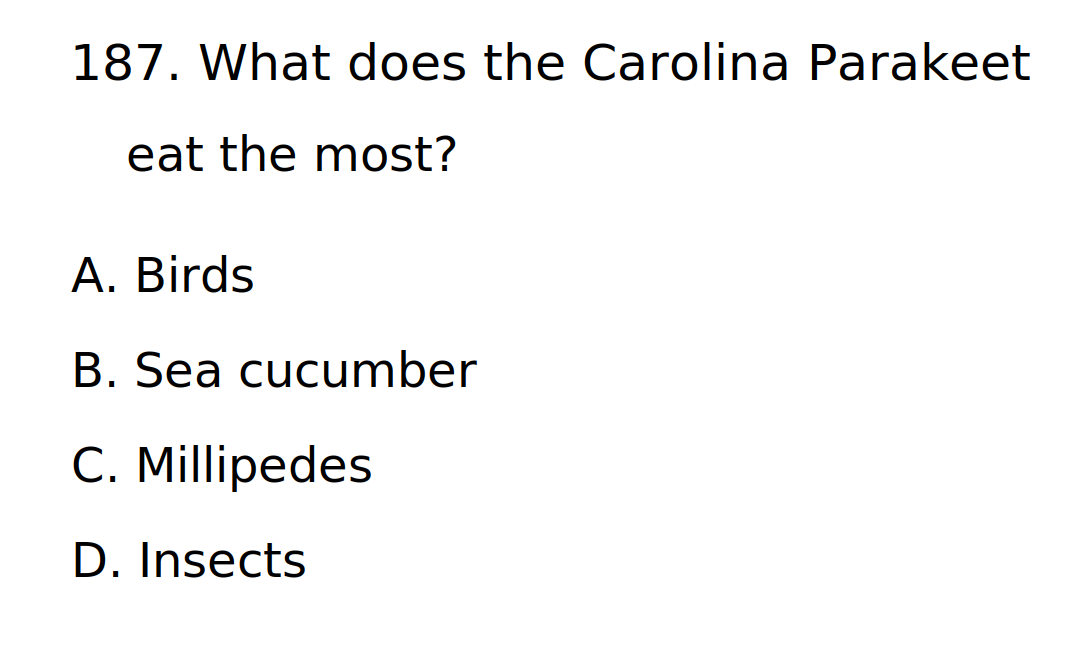 187. What does the Carolina Parakeet
eat the most?
A. Birds
B. Sea cucumber
C. Millipedes
D. Insects